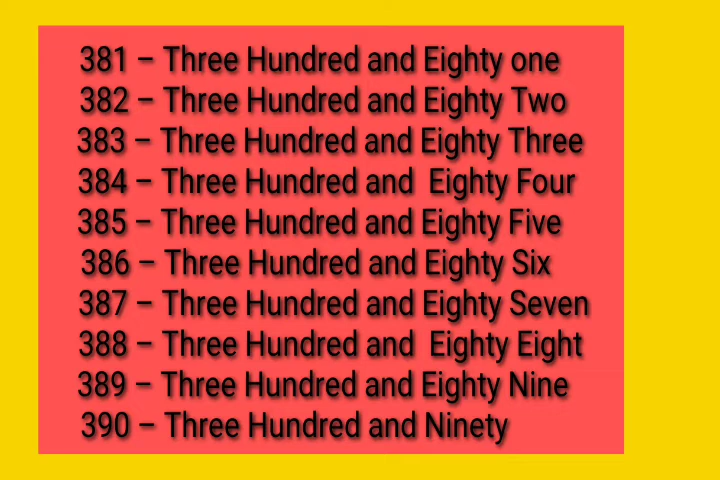 381 – Three Hundred and Eighty one
382 – Three Hundred and Eighty Two
383 – Three Hundred and Eighty Three
384 – Three Hundred and  Eighty Four
385 – Three Hundred and Eighty Five
386 – Three Hundred and Eighty Six
387 – Three Hundred and Eighty Seven
388 – Three Hundred and  Eighty Eight
389 – Three Hundred and Eighty Nine
390 – Three Hundred and Ninety